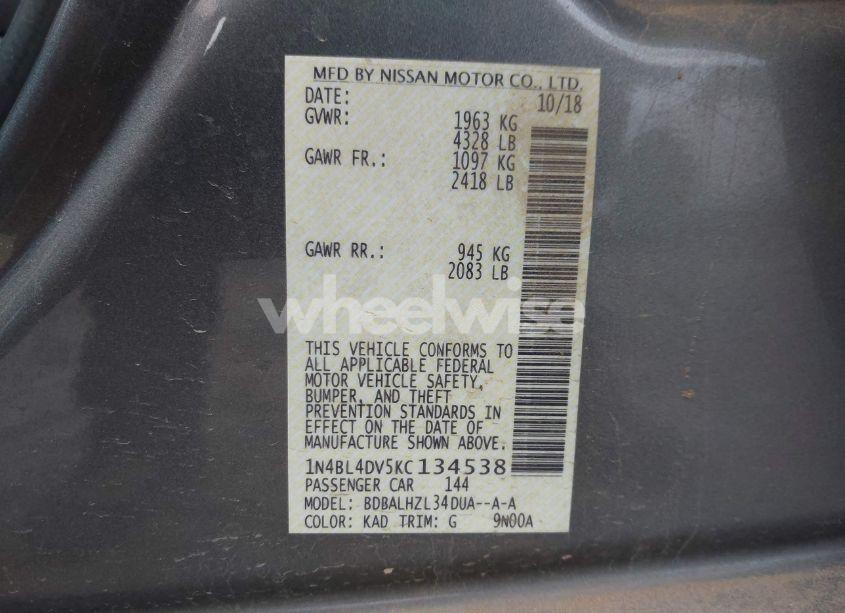 MFD BY NISSAN MOTOR CO., LTD.
DATE: 10/18
GVWR: 1963 KG
4328 LB
GAWR FR.: 1097 KG
2418 LB
GAWR RR.: 945 KG
2083 LB
wheelwise
THIS VEHICLE CONFORMS TO
ALL APPLICABLE FEDERAL
MOTOR VEHICLE SAFETY,
BUMPER, AND THEFT
PREVENTION STANDARDS IN
EFFECT ON THE DATE OF
MANUFACTURE SHOWN ABOVE.
1N4BL4DV5KC134538
PASSENGER CAR 144
MODEL: BDBALHZL34DUA--A-A
COLOR: KAD TRIM: G 9N00A